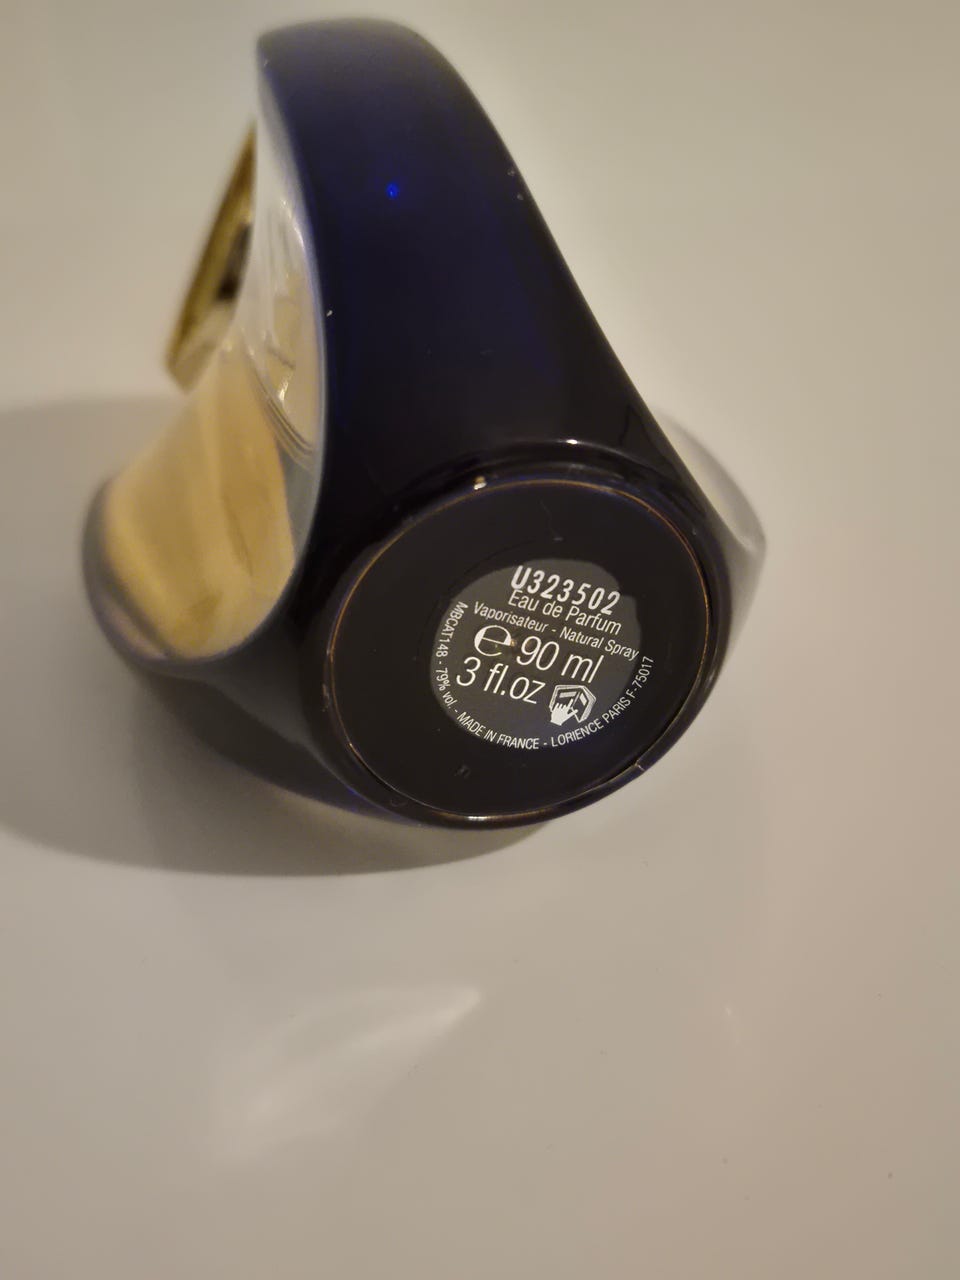 U323502
Eau de Parfum
Vaporisateur - Natural Spray
e 90 ml
3 fl.oz
MBCAT148 - 79% vol. - MADE IN FRANCE - LORIENCE PARIS F-75017